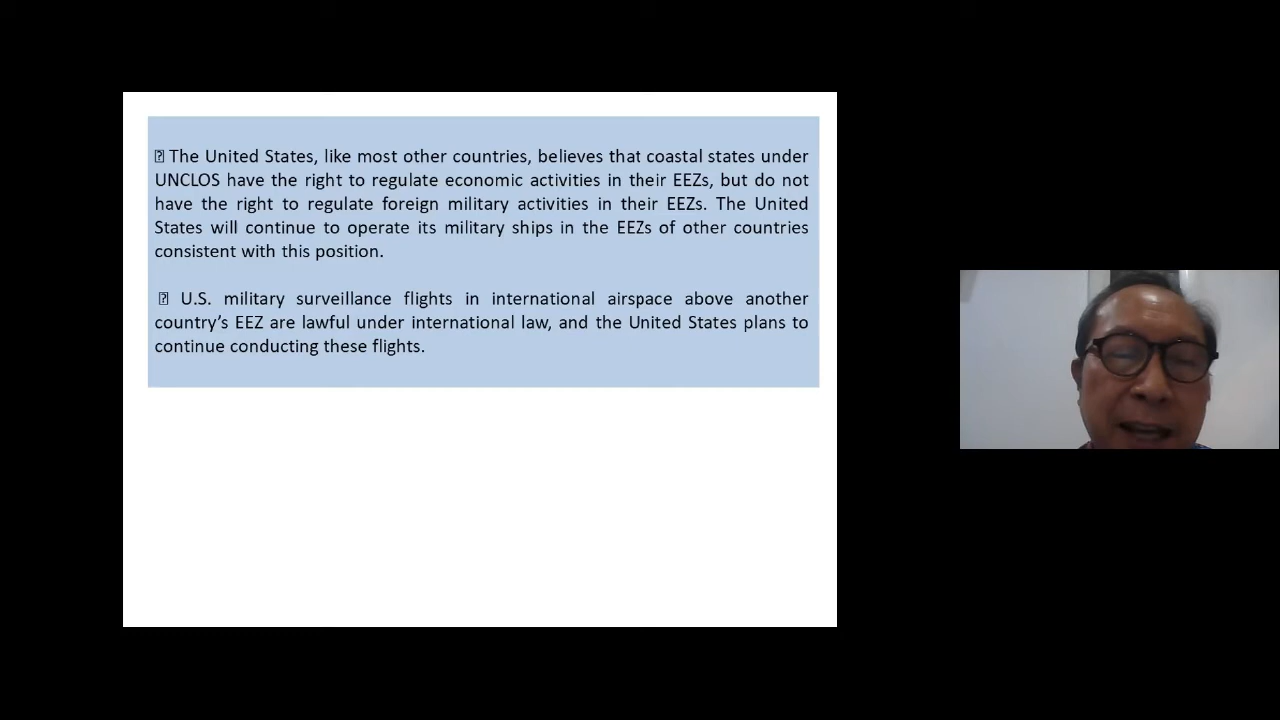 ⍰ The United States, like most other countries, believes that coastal states under
UNCLOS have the right to regulate economic activities in their EEZs, but do not
have the right to regulate foreign military activities in their EEZs. The United
States will continue to operate its military ships in the EEZs of other countries
consistent with this position.
⍰ U.S. military surveillance flights in international airspace above another
country’s EEZ are lawful under international law, and the United States plans to
continue conducting these flights.